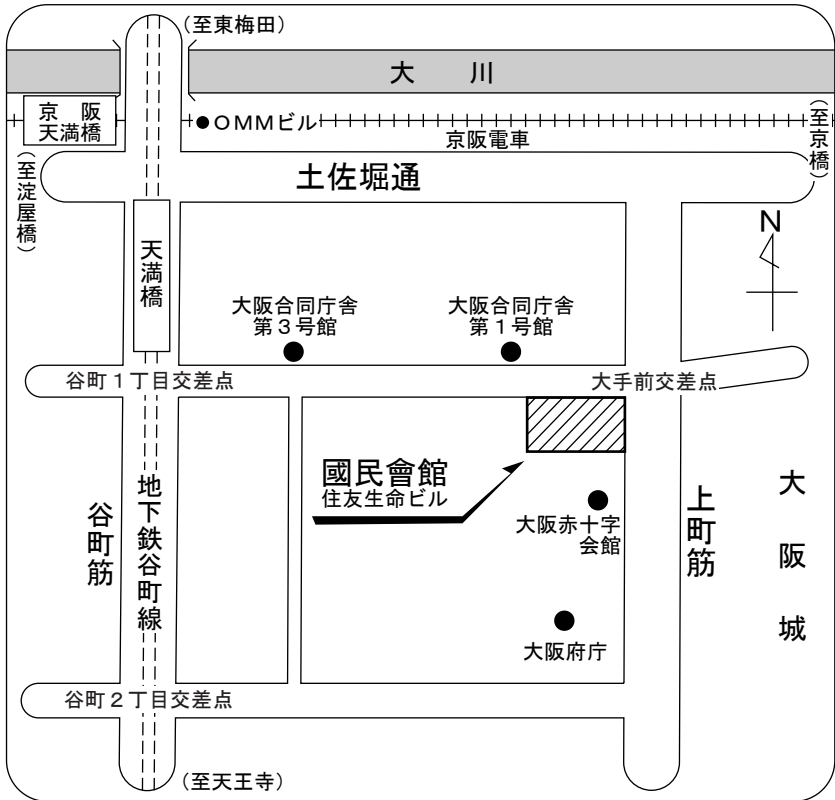 (至東梅田)
大　川
京　阪
天満橋
●OMMビル
京阪電車
(至京橋)
(至淀屋橋)
土佐堀通
N
天満橋
大阪合同庁舎
第3号館
大阪合同庁舎
第1号館
谷町1丁目交差点
大手前交差点
國民會館
住友生命ビル
大阪赤十字
会館
大阪府庁
谷町筋
地下鉄谷町線
上町筋
大阪城
谷町2丁目交差点
(至天王寺)